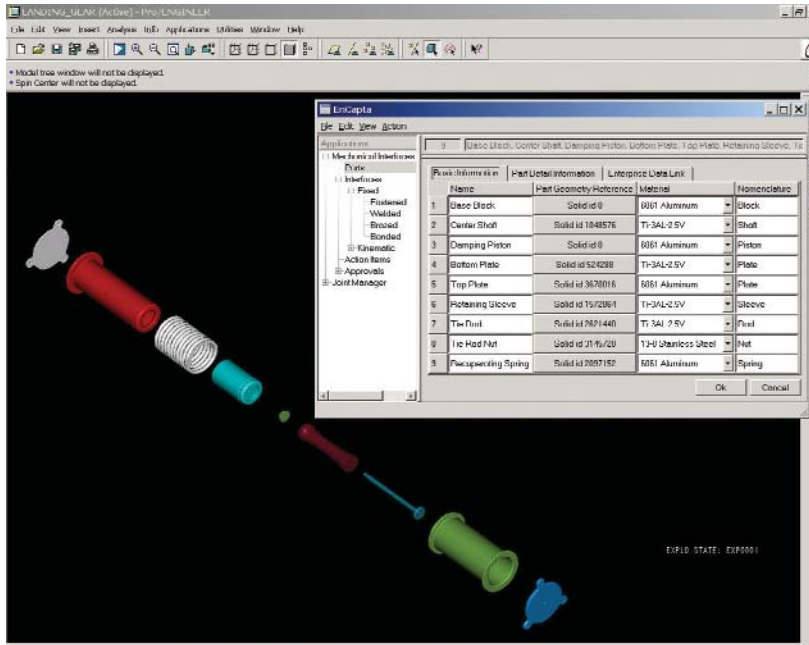 LANDING_GEAR (Active) - Pro/ENGINEER
File Edit View Insert Analysis Info Applications Utilities Window Help
• Model tree window will not be displayed.
• Spin Center will not be displayed.
EnCapta
File Edit View Action
Applications
9 Base Block, Center Shaft, Damping Piston, Bottom Plate, Top Plate, Retaining Sleeve, Tie
Mechanical Interfaces
Parts
Interfaces
Fixed
Fastened
Welded
Brazed
Bonded
Kinematic
Action Items
Approvals
Joint Manager
Basic Information Part Detail Information Enterprise Data Link
Name Part Geometry Reference Material Nomenclature
1 Base Block Solid id 0 6061 Aluminum Block
2 Center Shaft Solid id 1048576 Ti-3AL-2.5V Shaft
3 Damping Piston Solid id 0 6061 Aluminum Piston
4 Bottom Plate Solid id 524288 Ti-3AL-2.5V Plate
5 Top Plate Solid id 3670016 6061 Aluminum Plate
6 Retaining Sleeve Solid id 1572864 Ti-3AL-2.5V Sleeve
7 Tie Rod Solid id 2621440 Ti-3AL-2.5V Rod
8 Tie Rod Nut Solid id 3145728 13-8 Stainless Steel Nut
9 Recuperating Spring Solid id 2097152 6061 Aluminum Spring
Ok Cancel
EXPLD STATE: EXP0001